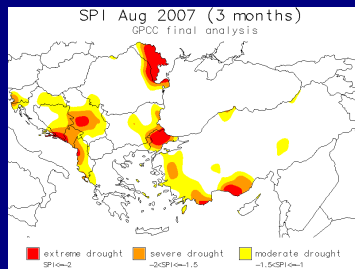 SPI Aug 2007 (3 months)
GPCC final analysis
extreme drought severe drought moderate drought
SPI<=-2 -2<SPI<=-1.5 -1.5<SPI<=-1